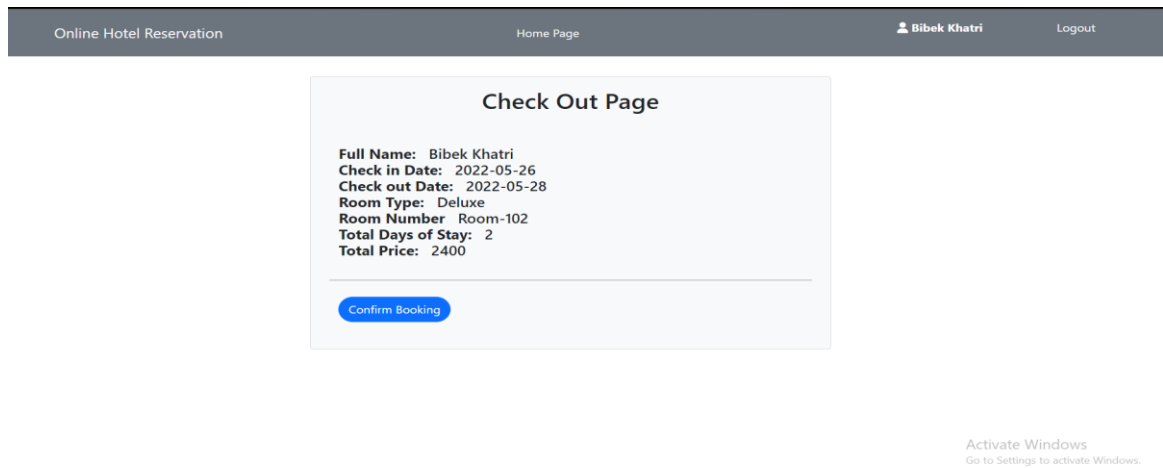 Online Hotel Reservation Home Page Bibek Khatri Logout
Check Out Page
Full Name: Bibek Khatri
Check in Date: 2022-05-26
Check out Date: 2022-05-28
Room Type: Deluxe
Room Number Room-102
Total Days of Stay: 2
Total Price: 2400
Confirm Booking
Activate Windows
Go to Settings to activate Windows.